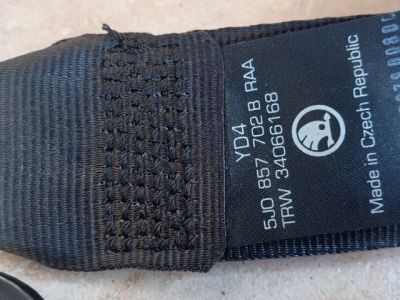 YD4
5J0 857 702 B RAA
TRW 34066168
Made in Czech Republic